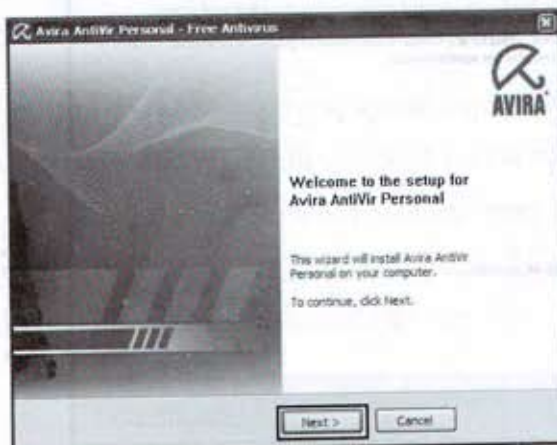 Avira AntiVir Personal - Free Antivirus
AVIRA
Welcome to the setup for
Avira AntiVir Personal
This wizard will install Avira AntiVir
Personal on your computer.
To continue, click Next.
Next >
Cancel